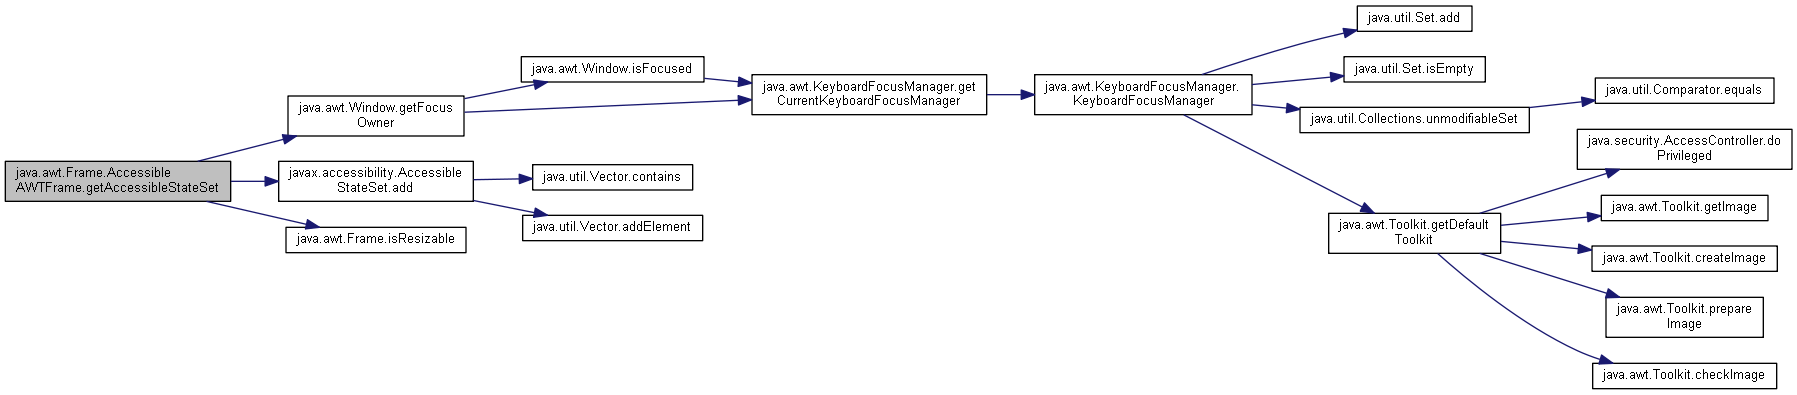 java.awt.Frame.Accessible
AWTFrame.getAccessibleStateSet
java.awt.Window.getFocus
Owner
javax.accessibility.Accessible
StateSet.add
java.awt.Frame.isResizable
java.awt.Window.isFocused
java.util.Vector.contains
java.util.Vector.addElement
java.awt.KeyboardFocusManager.get
CurrentKeyboardFocusManager
java.awt.KeyboardFocusManager.
KeyboardFocusManager
java.util.Set.add
java.util.Set.isEmpty
java.util.Collections.unmodifiableSet
java.awt.Toolkit.getDefault
Toolkit
java.util.Comparator.equals
java.security.AccessController.do
Privileged
java.awt.Toolkit.getImage
java.awt.Toolkit.createImage
java.awt.Toolkit.prepare
Image
java.awt.Toolkit.checkImage